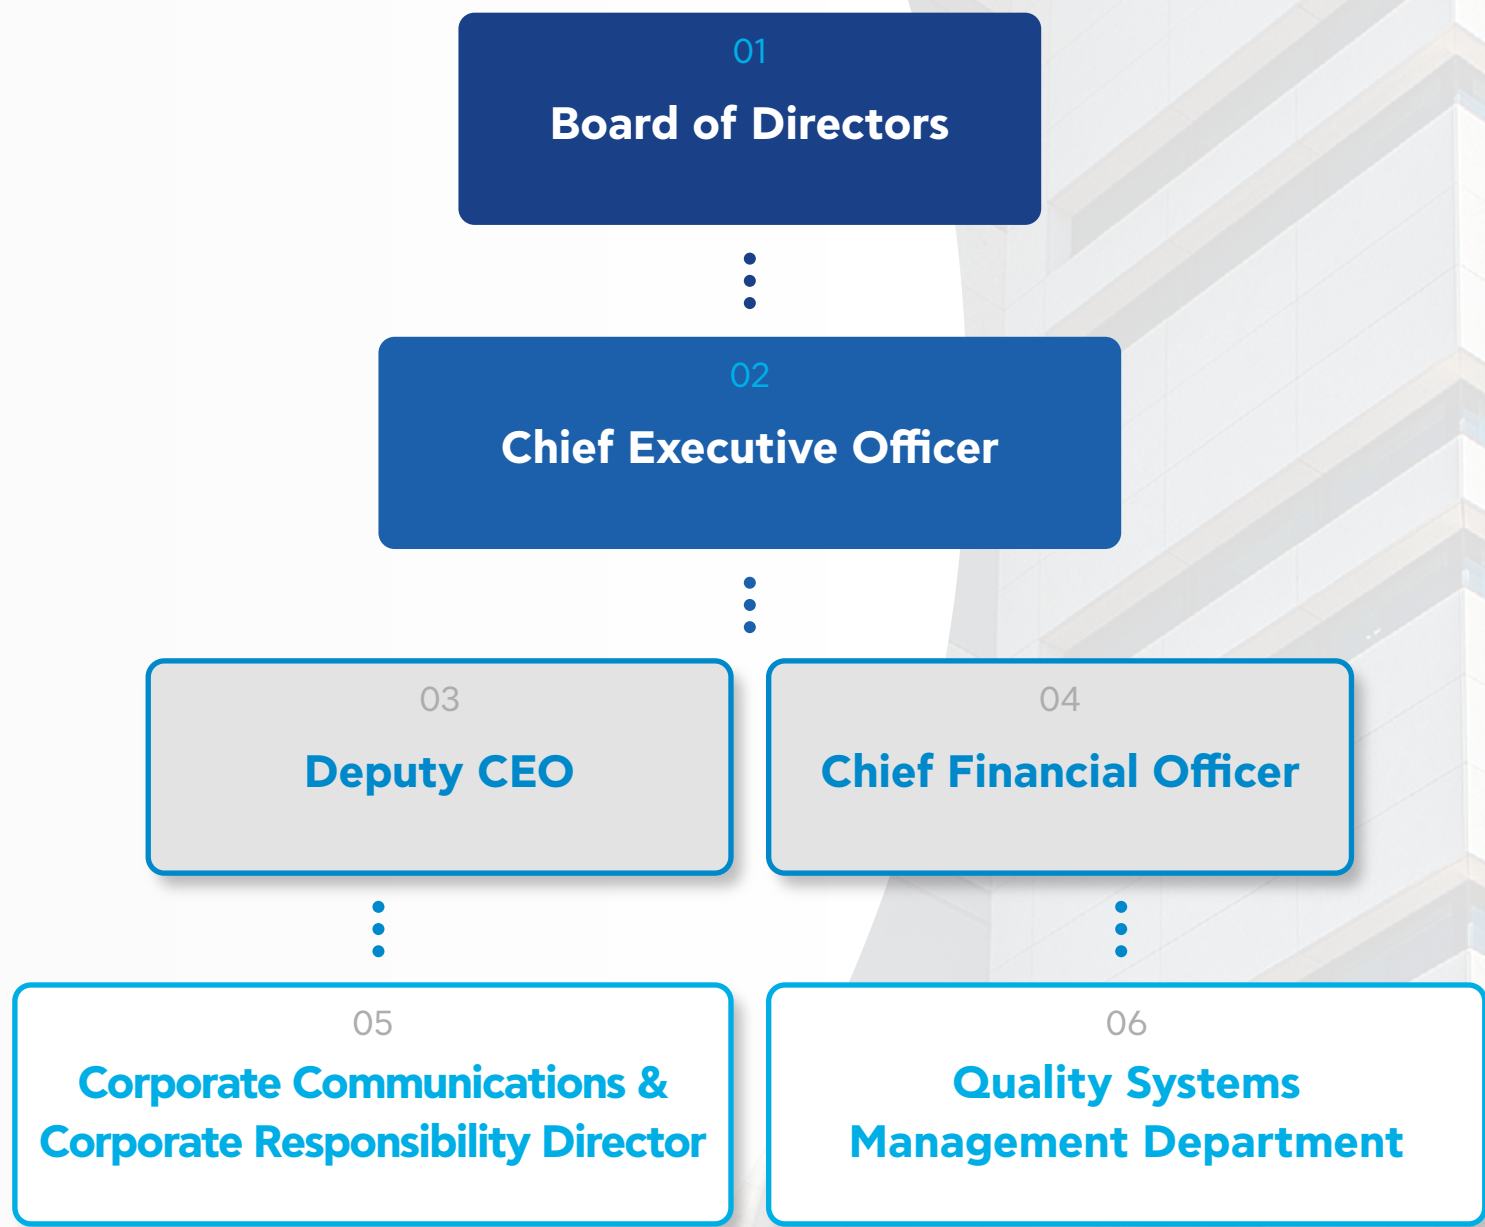 01
Board of Directors
02
Chief Executive Officer
03
Deputy CEO
04
Chief Financial Officer
05
Corporate Communications &
Corporate Responsibility Director
06
Quality Systems
Management Department